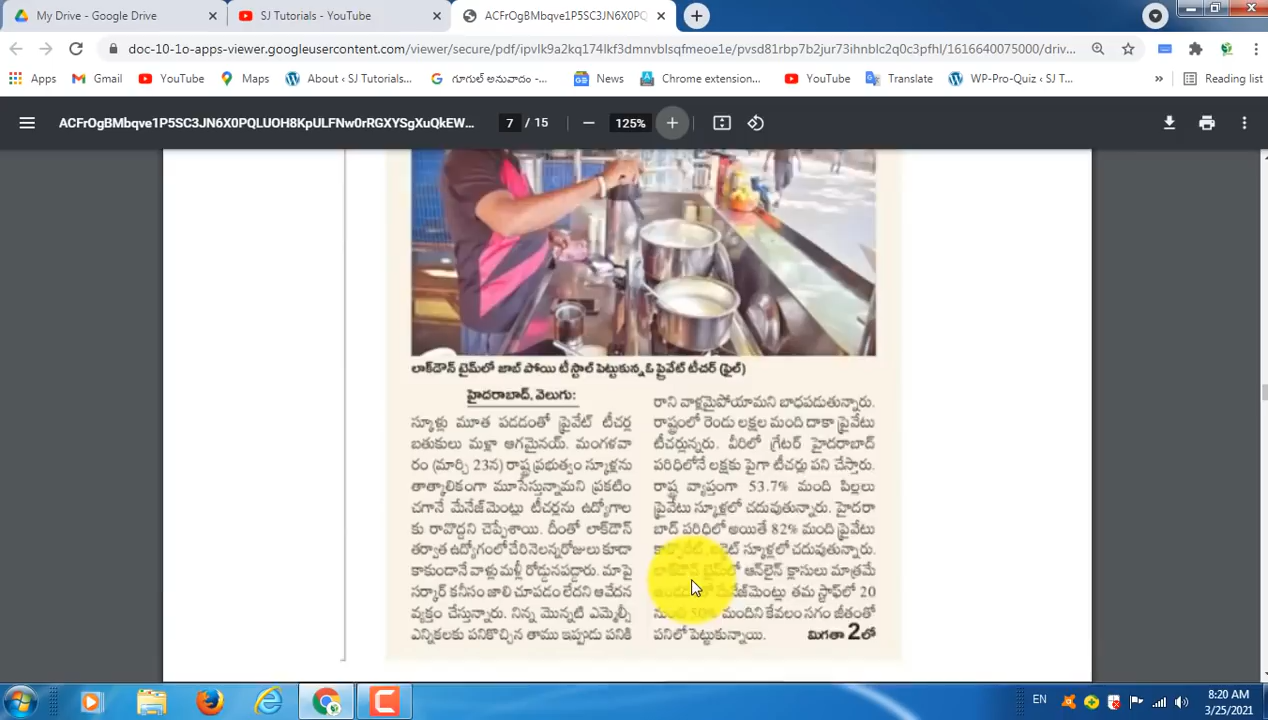 My Drive - Google Drive
SJ Tutorials - YouTube
ACFrOgBMbqve1P5SC3JN6X0PQ
doc-10-1o-apps-viewer.googleusercontent.com/viewer/secure/pdf/ipvlk9a2kq174lkf3dmnvblsqfmeoe1e/pvsd81rbp7b2jur73ihnblc2q0c3pfhl/1616640075000/driv...
Apps
Gmail
YouTube
Maps
About ‹ SJ Tutorials...
గూగుల్ అనువాదం -...
News
Chrome extension...
YouTube
Translate
WP-Pro-Quiz ‹ SJ T...
»
Reading list
ACFrOgBMbqve1P5SC3JN6X0PQLUOH8KpULFNw0rRGXYSgXuQkEW...
7 / 15
125%
లాక్‌డౌన్ టైమ్‌లో జాబ్ పోయి టీ స్టాల్ పెట్టుకున్న ఓ ప్రైవేట్ టీచర్ (ఫైల్)
హైదరాబాద్, వెలుగు:
స్కూళ్లు మూత పడడంతో ప్రైవేట్ టీచర్ల
బతుకులు మళ్లా ఆగమైనయ్. మంగళవా
రం (మార్చి 23న) రాష్ట్ర ప్రభుత్వం స్కూళ్లను
తాత్కాలికంగా మూసేస్తున్నామని ప్రకటిం
చగానే మేనేజ్‌మెంట్లు టీచర్లను ఉద్యోగాల
కు రావొద్దని చెప్పేశాయి. దీంతో లాక్‌డౌన్
తర్వాత ఉద్యోగంలో చేరి నెలన్నరోజులు కూడా
కాకుండానే వాళ్లు మళ్లీ రోడ్డునపడ్డారు. మాపై
సర్కార్ కనీసం జాలి చూపడం లేదని ఆవేదన
వ్యక్తం చేస్తున్నారు. నిన్న మొన్నటి ఎమ్మెల్సీ
ఎన్నికలకు పనికొచ్చిన తాము ఇప్పుడు పనికి
రాని వాళ్లమైపోయామని బాధపడుతున్నారు.
రాష్ట్రంలో రెండు లక్షల మంది దాకా ప్రైవేటు
టీచర్లున్నరు. వీరిలో గ్రేటర్ హైదరాబాద్
పరిధిలోనే లక్షకు పైగా టీచర్లు పని చేస్తారు.
రాష్ట్ర వ్యాప్తంగా 53.7% మంది పిల్లలు
ప్రైవేటు స్కూళ్లలో చదువుతున్నారు. హైదరా
బాద్ పరిధిలో అయితే 82% మంది ప్రైవేటు
కార్పొరేట్, స్కూళ్లలో చదువుతున్నారు.
లాక్‌డౌన్ టైమ్‌లో ఆన్‌లైన్ క్లాసులు మాత్రమే
మేనేజ్‌మెంట్లు తమ స్టాఫ్‌లో 20
నుంచి 50% మందిని కేవలం సగం జీతంతో
పనిలో పెట్టుకున్నాయి. మిగతా 2లో
EN
8:20 AM
3/25/2021